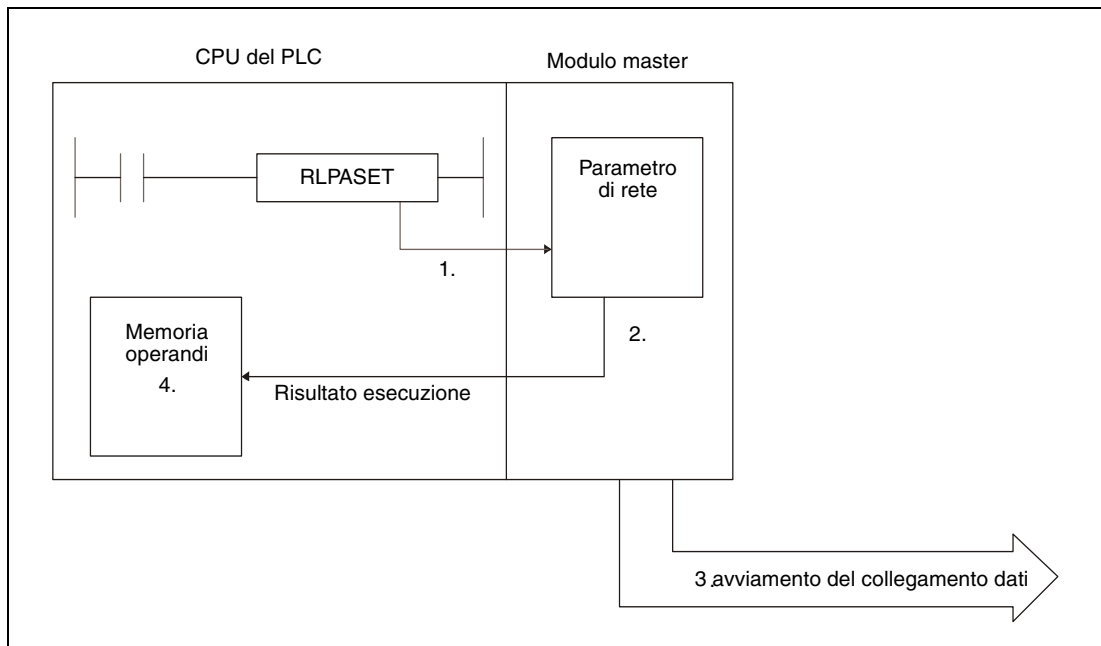 CPU del PLC
Modulo master
RLPASET
Parametro
di rete
1.
2.
Memoria
operandi
4.
Risultato esecuzione
3.avviamento del collegamento dati